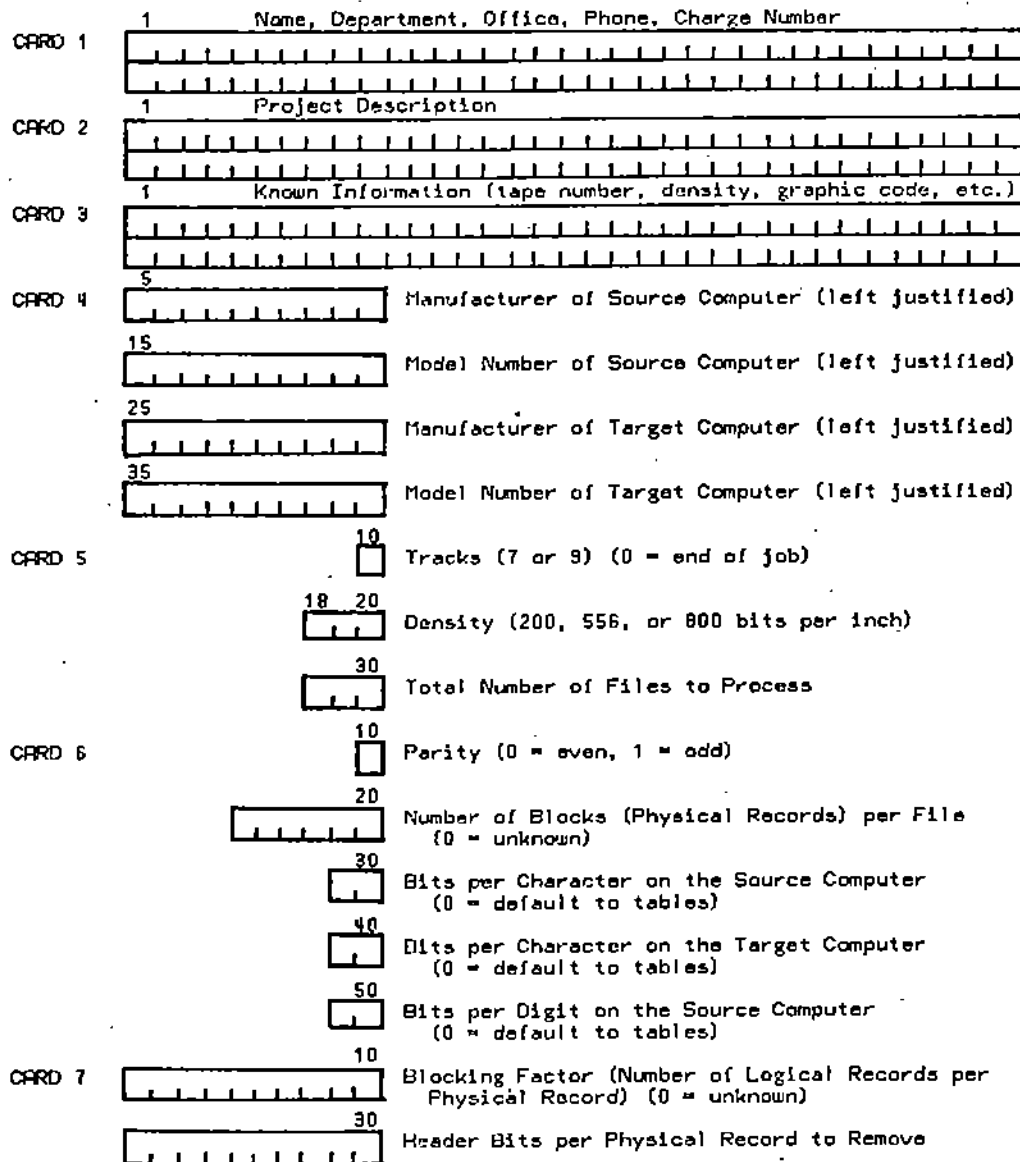 1 Name, Department, Office, Phone, Charge Number
CARD 1
1 Project Description
CARD 2
1 Known Information (tape number, density, graphic code, etc.)
CARD 3
5
CARD 4 Manufacturer of Source Computer (left justified)
15
Model Number of Source Computer (left justified)
25
Manufacturer of Target Computer (left justified)
35
Model Number of Target Computer (left justified)
10
CARD 5 Tracks (7 or 9) (0 = end of job)
18 20
Density (200, 556, or 800 bits per inch)
30
Total Number of Files to Process
10
CARD 6 Parity (0 = even, 1 = odd)
20
Number of Blocks (Physical Records) per File
(0 = unknown)
30
Bits per Character on the Source Computer
(0 = default to tables)
40
Bits per Character on the Target Computer
(0 = default to tables)
50
Bits per Digit on the Source Computer
(0 = default to tables)
10
CARD 7 Blocking Factor (Number of Logical Records per
Physical Record) (0 = unknown)
30
Header Bits per Physical Record to Remove